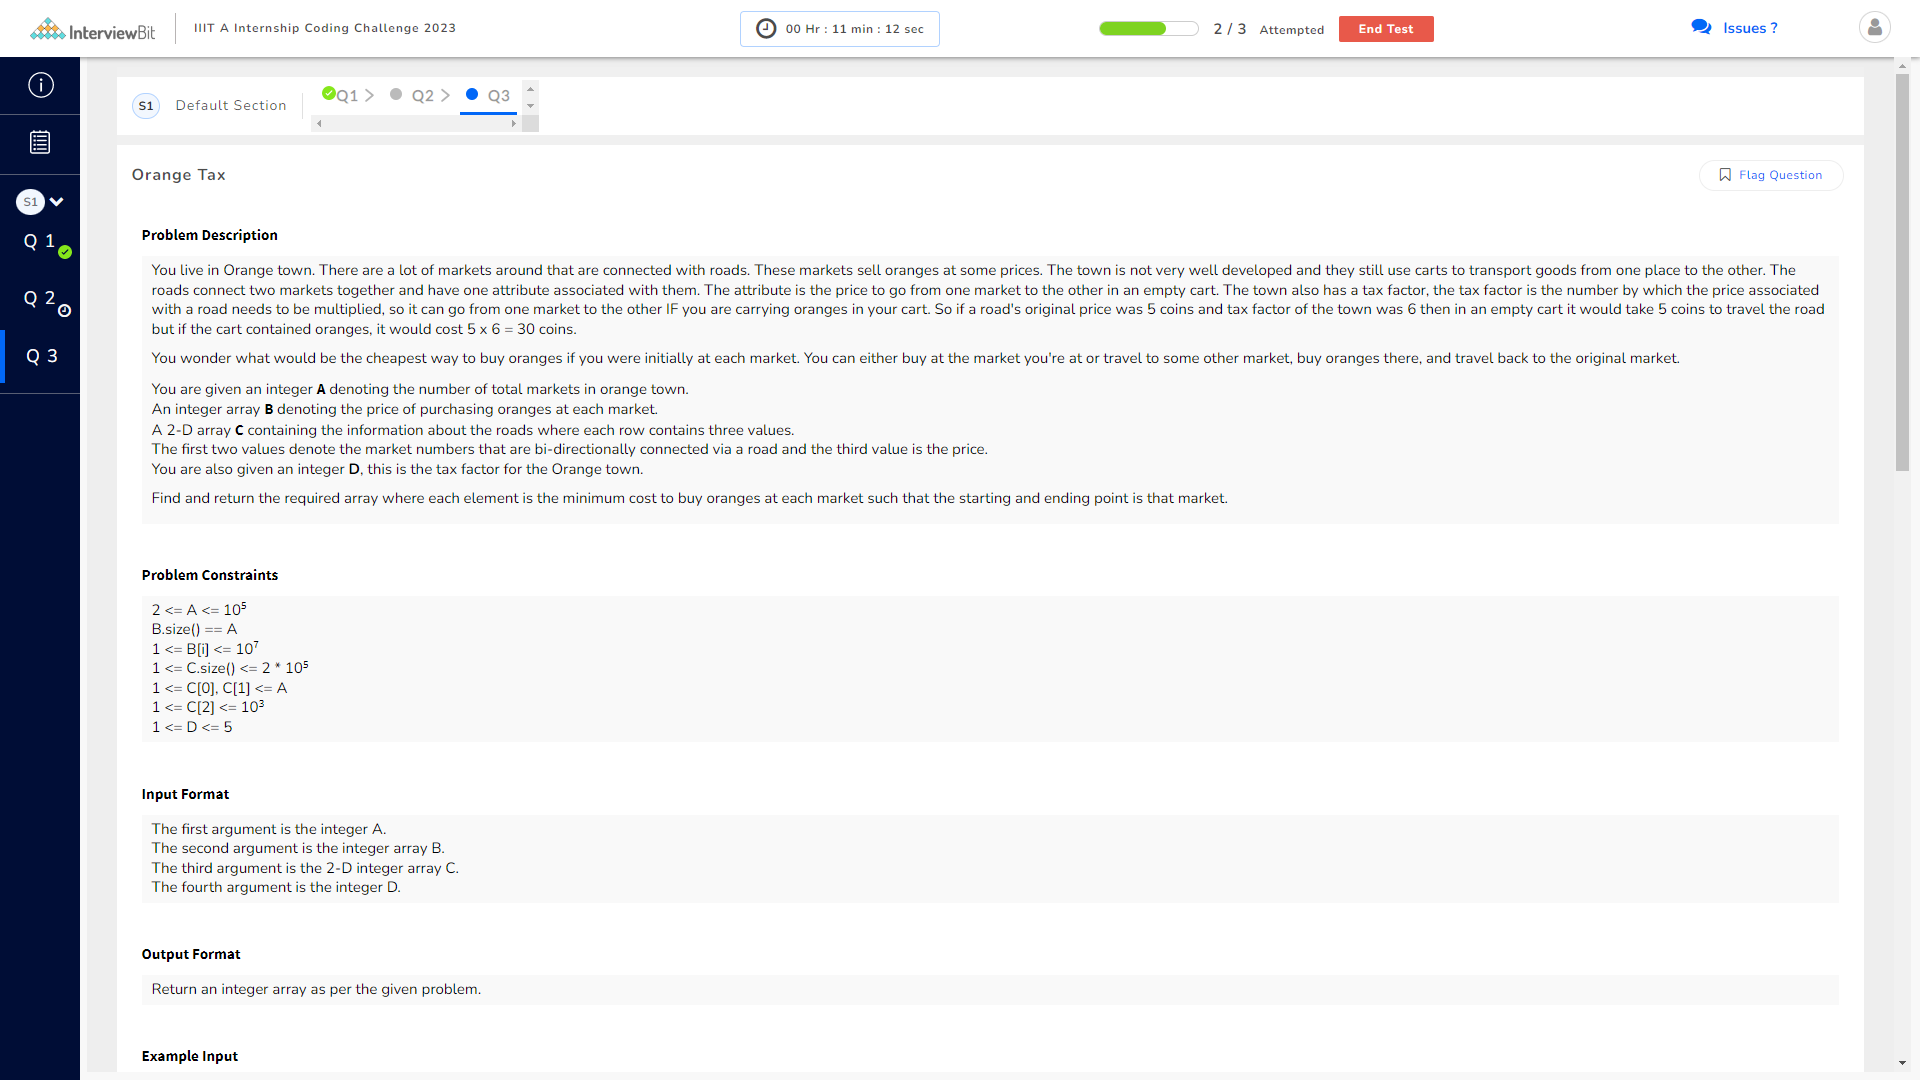 InterviewBit
IIIT A Internship Coding Challenge 2023
00 Hr : 11 min : 12 sec
2 / 3 Attempted
End Test
Issues ?
S1
Q 1
Q 2
Q 3
S1 Default Section
Q1 > Q2 > Q3
Orange Tax
Flag Question
Problem Description
You live in Orange town. There are a lot of markets around that are connected with roads. These markets sell oranges at some prices. The town is not very well developed and they still use carts to transport goods from one place to the other. The
roads connect two markets together and have one attribute associated with them. The attribute is the price to go from one market to the other in an empty cart. The town also has a tax factor, the tax factor is the number by which the price associated
with a road needs to be multiplied, so it can go from one market to the other IF you are carrying oranges in your cart. So if a road's original price was 5 coins and tax factor of the town was 6 then in an empty cart it would take 5 coins to travel the road
but if the cart contained oranges, it would cost 5 x 6 = 30 coins.
You wonder what would be the cheapest way to buy oranges if you were initially at each market. You can either buy at the market you're at or travel to some other market, buy oranges there, and travel back to the original market.
You are given an integer A denoting the number of total markets in orange town.
An integer array B denoting the price of purchasing oranges at each market.
A 2-D array C containing the information about the roads where each row contains three values.
The first two values denote the market numbers that are bi-directionally connected via a road and the third value is the price.
You are also given an integer D, this is the tax factor for the Orange town.
Find and return the required array where each element is the minimum cost to buy oranges at each market such that the starting and ending point is that market.
Problem Constraints
2 <= A <= 10⁵
B.size() == A
1 <= B[i] <= 10⁷
1 <= C.size() <= 2 * 10⁵
1 <= C[0], C[1] <= A
1 <= C[2] <= 10³
1 <= D <= 5
Input Format
The first argument is the integer A.
The second argument is the integer array B.
The third argument is the 2-D integer array C.
The fourth argument is the integer D.
Output Format
Return an integer array as per the given problem.
Example Input